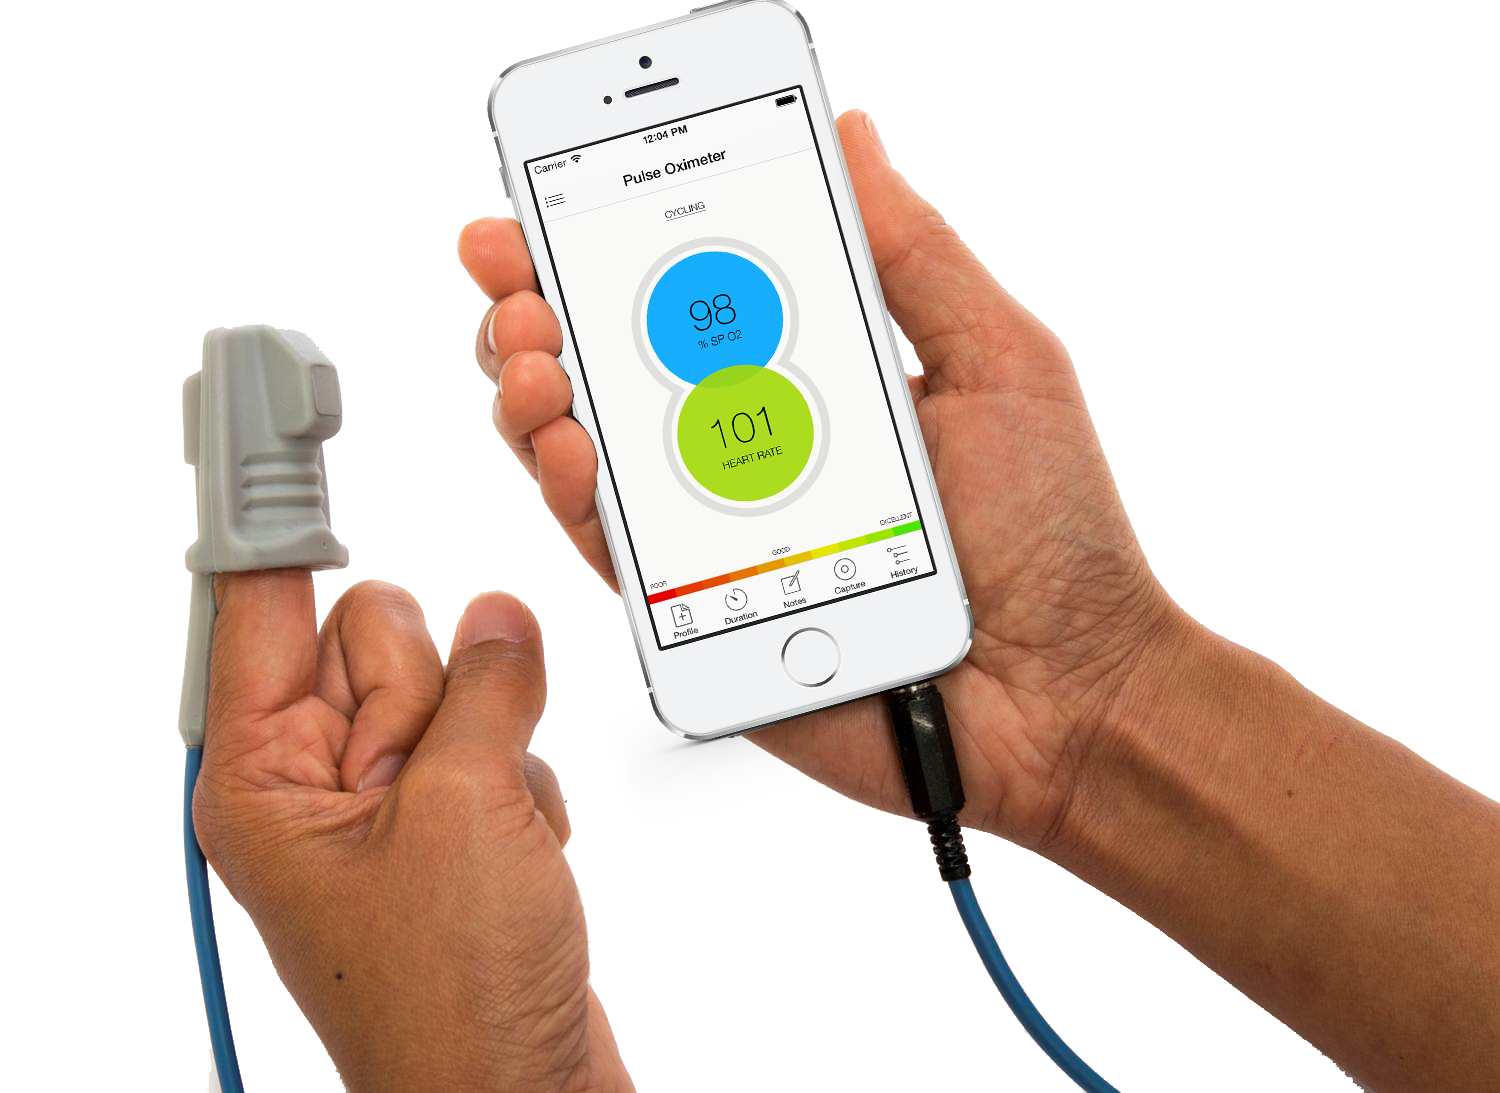 12:04 PM
Carrier
Pulse Oximeter
CYCLING
98
% SP O2
101
HEART RATE
POOR
GOOD
EXCELLENT
Profile
Duration
Notes
Capture
History